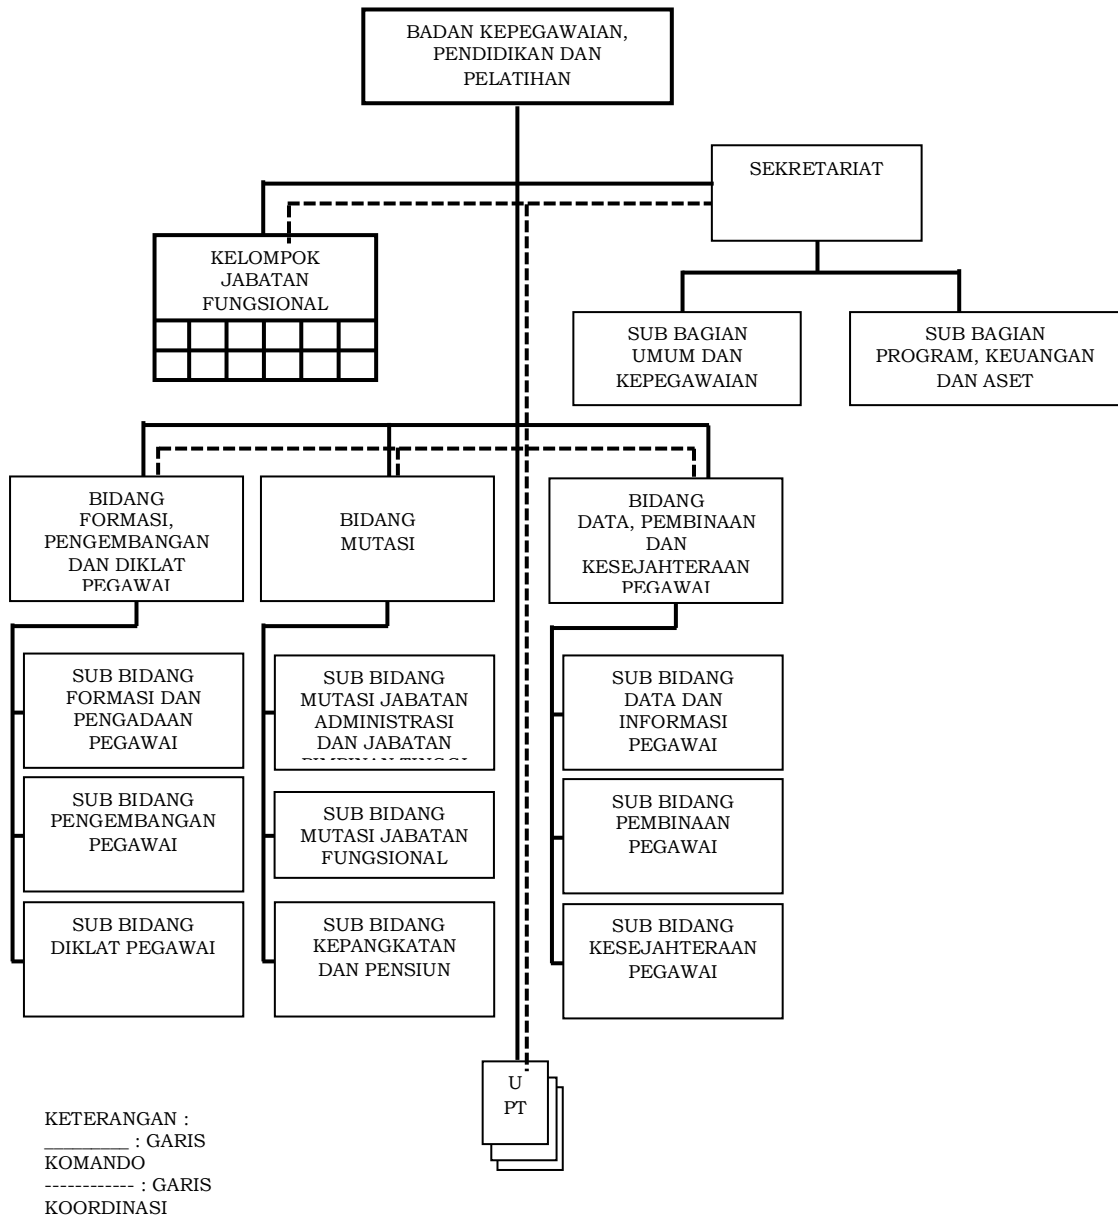 BADAN KEPEGAWAIAN,
PENDIDIKAN DAN
PELATIHAN
SEKRETARIAT
KELOMPOK
JABATAN
FUNGSIONAL
SUB BAGIAN
UMUM DAN
KEPEGAWAIAN
SUB BAGIAN
PROGRAM, KEUANGAN
DAN ASET
BIDANG
FORMASI,
PENGEMBANGAN
DAN DIKLAT
PEGAWAI
BIDANG
MUTASI
BIDANG
DATA, PEMBINAAN
DAN
KESEJAHTERAAN
PEGAWAI
SUB BIDANG
FORMASI DAN
PENGADAAN
PEGAWAI
SUB BIDANG
PENGEMBANGAN
PEGAWAI
SUB BIDANG
DIKLAT PEGAWAI
SUB BIDANG
MUTASI JABATAN
ADMINISTRASI
DAN JABATAN
PIMPINAN TINGGI
SUB BIDANG
MUTASI JABATAN
FUNGSIONAL
SUB BIDANG
KEPANGKATAN
DAN PENSIUN
SUB BIDANG
DATA DAN
INFORMASI
PEGAWAI
SUB BIDANG
PEMBINAAN
PEGAWAI
SUB BIDANG
KESEJAHTERAAN
PEGAWAI
U
PT
KETERANGAN :
_________ : GARIS
KOMANDO
------------ : GARIS
KOORDINASI